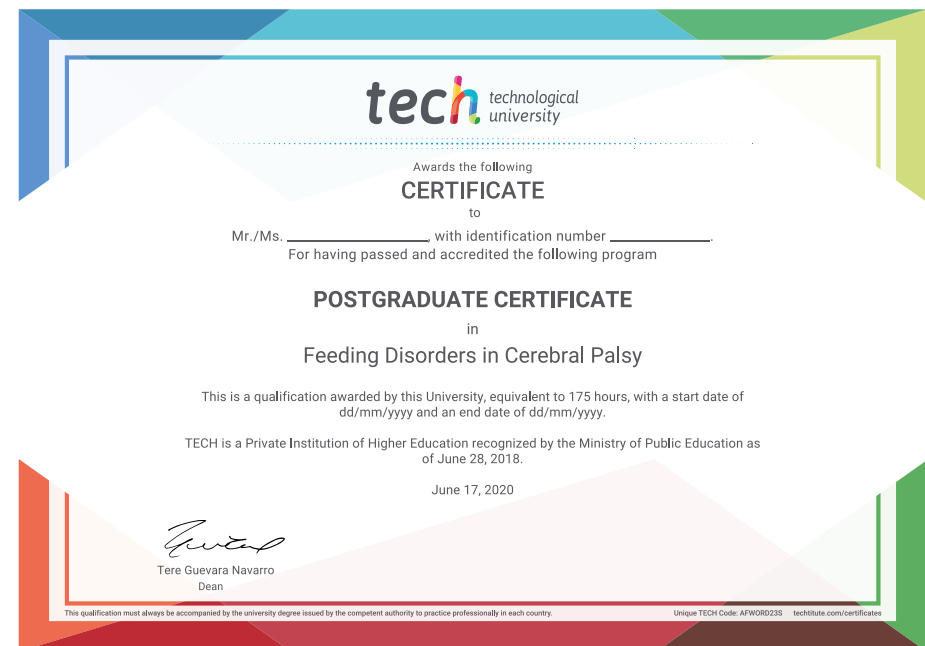 tech technological
university
Awards the following
CERTIFICATE
to
Mr./Ms. ____________________, with identification number ______________.
For having passed and accredited the following program
POSTGRADUATE CERTIFICATE
in
Feeding Disorders in Cerebral Palsy
This is a qualification awarded by this University, equivalent to 175 hours, with a start date of
dd/mm/yyyy and an end date of dd/mm/yyyy.
TECH is a Private Institution of Higher Education recognized by the Ministry of Public Education as
of June 28, 2018.
June 17, 2020
Tere Guevara Navarro
Dean
This qualification must always be accompanied by the university degree issued by the competent authority to practice professionally in each country.
Unique TECH Code: AFWORD23S techtitute.com/certificates